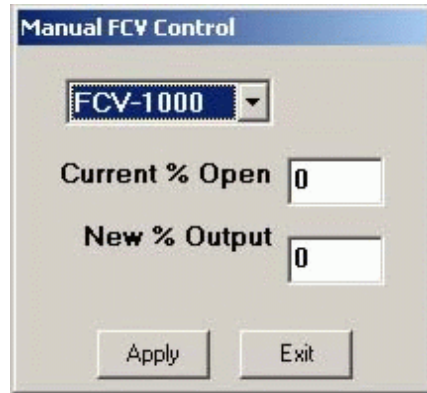 Manual FCV Control
FCV-1000
Current % Open 0
New % Output 0
Apply Exit